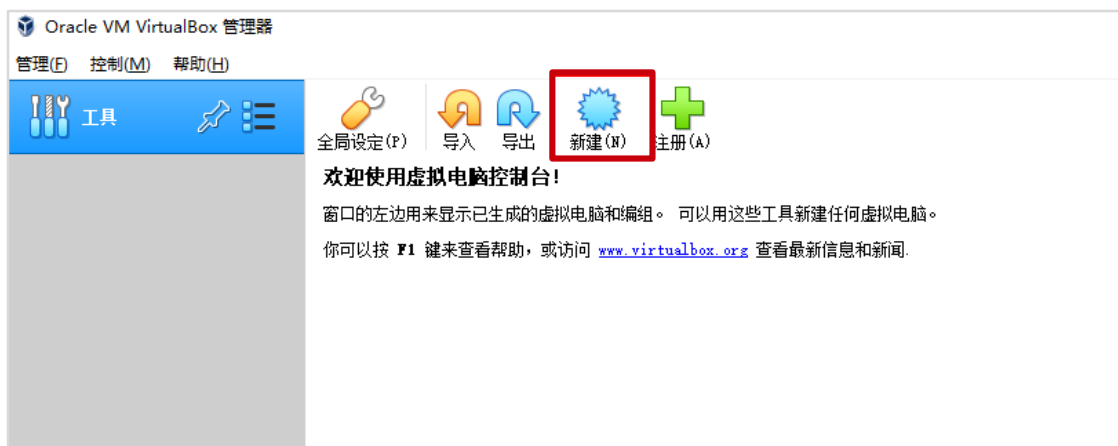 Oracle VM VirtualBox 管理器
管理(F) 控制(M) 帮助(H)
工具
全局设定(P) 导入 导出 新建(N) 注册(A)
欢迎使用虚拟电脑控制台!
窗口的左边用来显示已生成的虚拟电脑和编组。 可以用这些工具新建任何虚拟电脑。
你可以按 F1 键来查看帮助，或访问 www.virtualbox.org 查看最新信息和新闻.